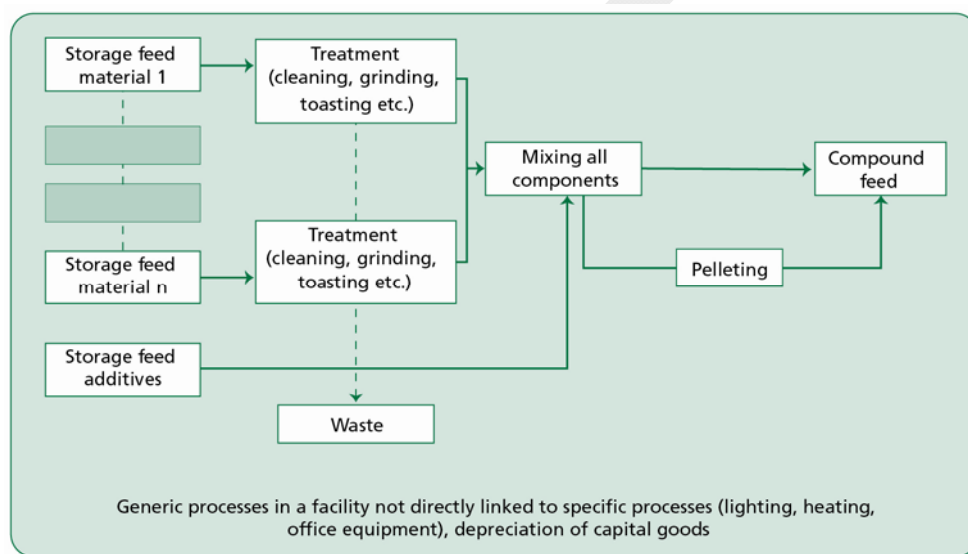 Storage feed
material 1
Treatment
(cleaning, grinding,
toasting etc.)
Mixing all
components
Compound
feed
Treatment
(cleaning, grinding,
toasting etc.)
Storage feed
material n
Pelleting
Storage feed
additives
Waste
Generic processes in a facility not directly linked to specific processes (lighting, heating,
office equipment), depreciation of capital goods